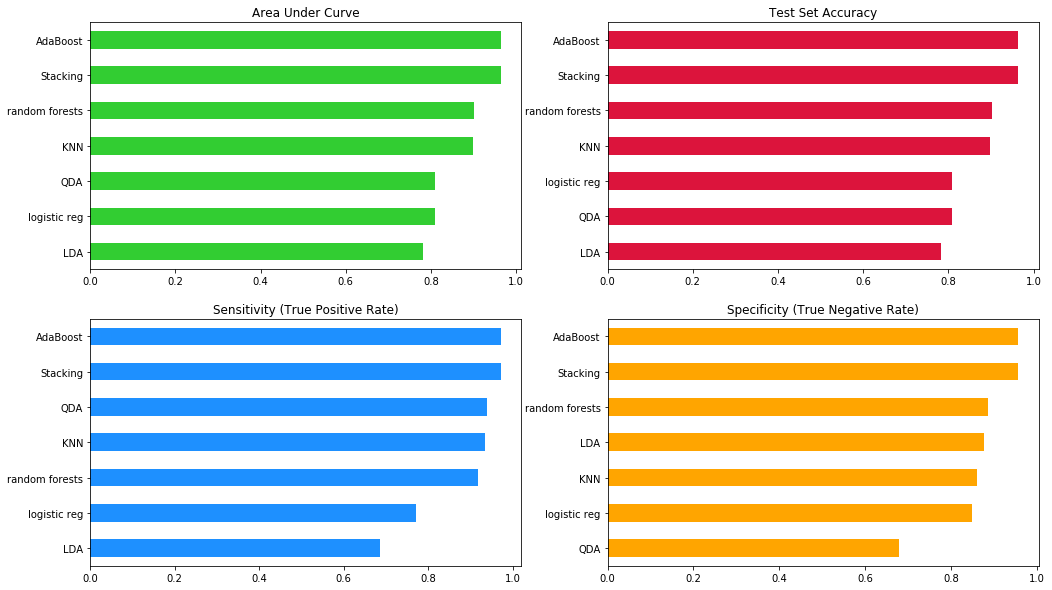 Area Under Curve
AdaBoost
Stacking
random forests
KNN
QDA
logistic reg
LDA
0.0 0.2 0.4 0.6 0.8 1.0
Test Set Accuracy
AdaBoost
Stacking
random forests
KNN
logistic reg
QDA
LDA
0.0 0.2 0.4 0.6 0.8 1.0
Sensitivity (True Positive Rate)
AdaBoost
Stacking
QDA
KNN
random forests
logistic reg
LDA
0.0 0.2 0.4 0.6 0.8 1.0
Specificity (True Negative Rate)
AdaBoost
Stacking
random forests
LDA
KNN
logistic reg
QDA
0.0 0.2 0.4 0.6 0.8 1.0